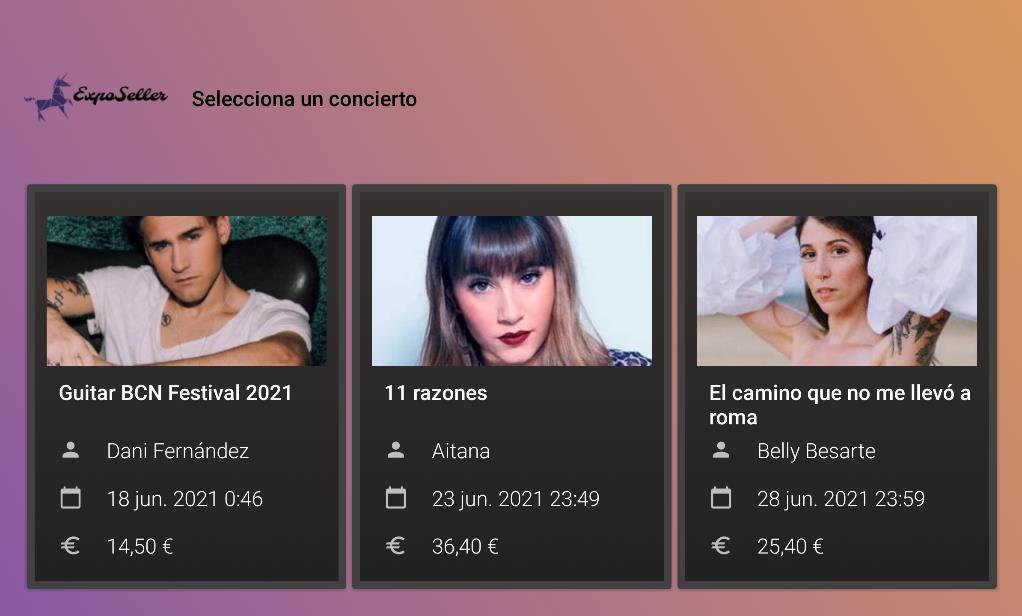 ExpoSeller
Selecciona un concierto
Guitar BCN Festival 2021
Dani Fernández
18 jun. 2021 0:46
14,50 €
11 razones
Aitana
23 jun. 2021 23:49
36,40 €
El camino que no me llevó a
roma
Belly Besarte
28 jun. 2021 23:59
25,40 €